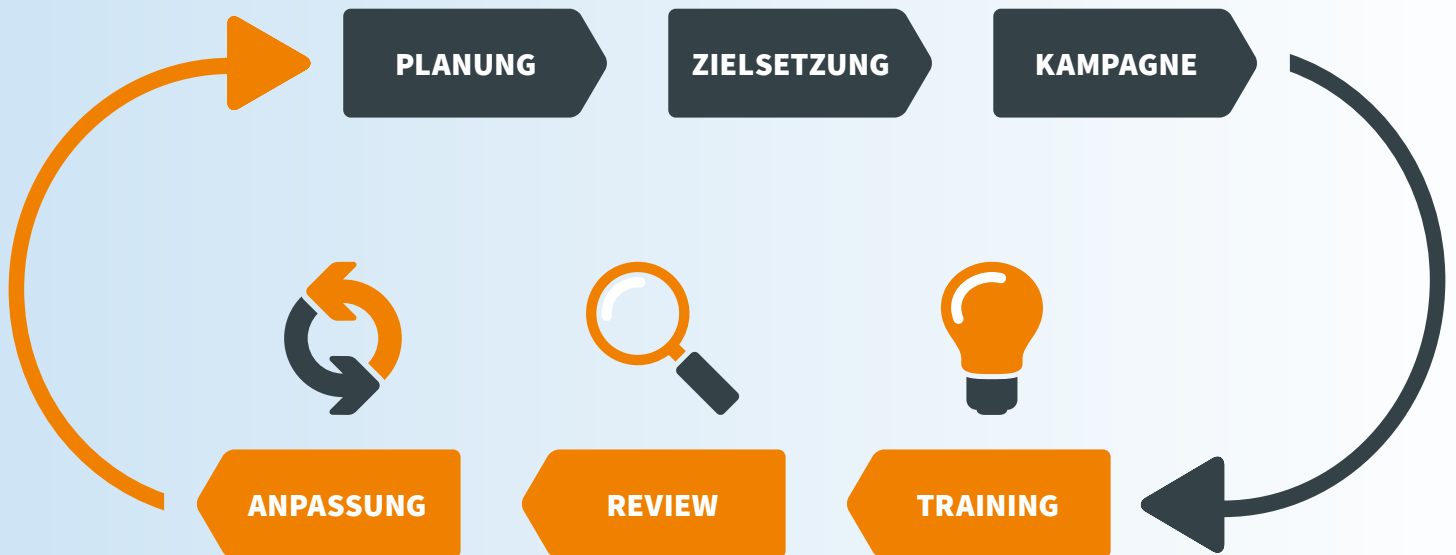 PLANUNG
ZIELSETZUNG
KAMPAGNE
TRAINING
REVIEW
ANPASSUNG